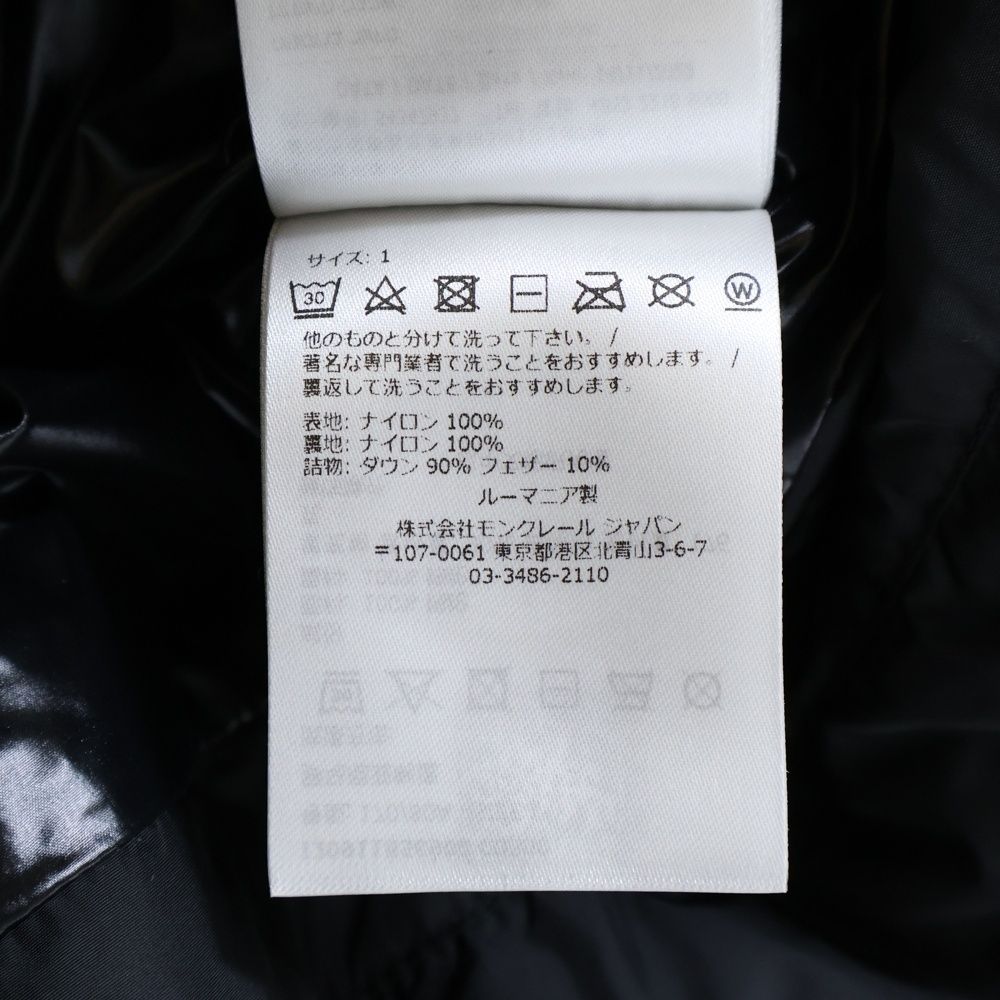 サイズ: 1
30 W
他のものと分けて洗って下さい。 /
著名な専門業者で洗うことをおすすめします。 /
裏返して洗うことをおすすめします。
表地: ナイロン 100%
裏地: ナイロン 100%
詰物: ダウン 90% フェザー 10%
ルーマニア製
株式会社モンクレール ジャパン
〒107-0061 東京都港区北青山3-6-7
03-3486-2110